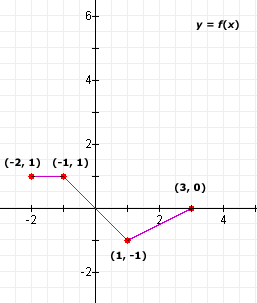 6
y = f(x)
4
2
(-2, 1) (-1, 1)
(3, 0)
-2 2 4
(1, -1)
-2